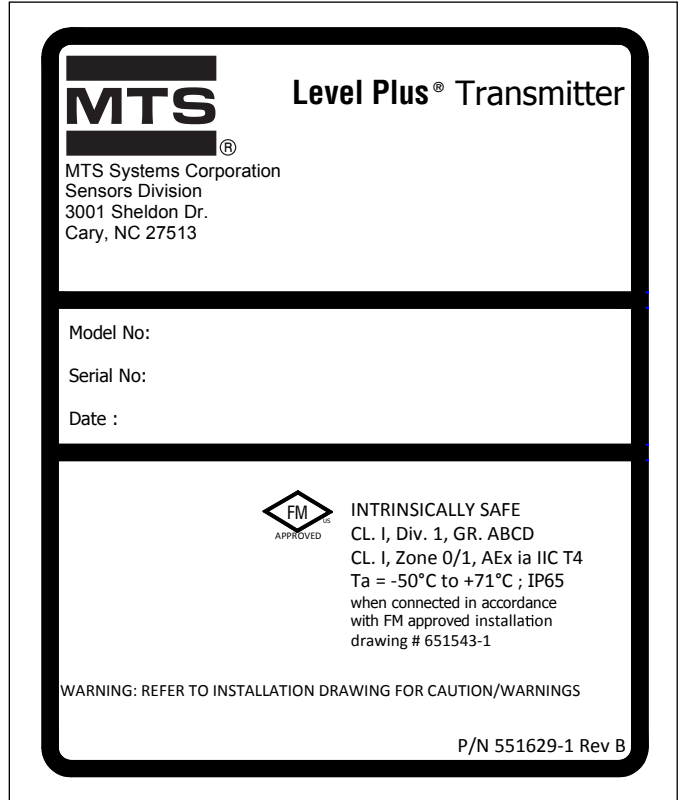 MTS
®
Level Plus® Transmitter
MTS Systems Corporation
Sensors Division
3001 Sheldon Dr.
Cary, NC 27513
Model No:
Serial No:
Date :
FM
US
APPROVED
INTRINSICALLY SAFE
CL. I, Div. 1, GR. ABCD
CL. I, Zone 0/1, AEx ia IIC T4
Ta = -50°C to +71°C ; IP65
when connected in accordance
with FM approved installation
drawing # 651543-1
WARNING: REFER TO INSTALLATION DRAWING FOR CAUTION/WARNINGS
P/N 551629-1 Rev B